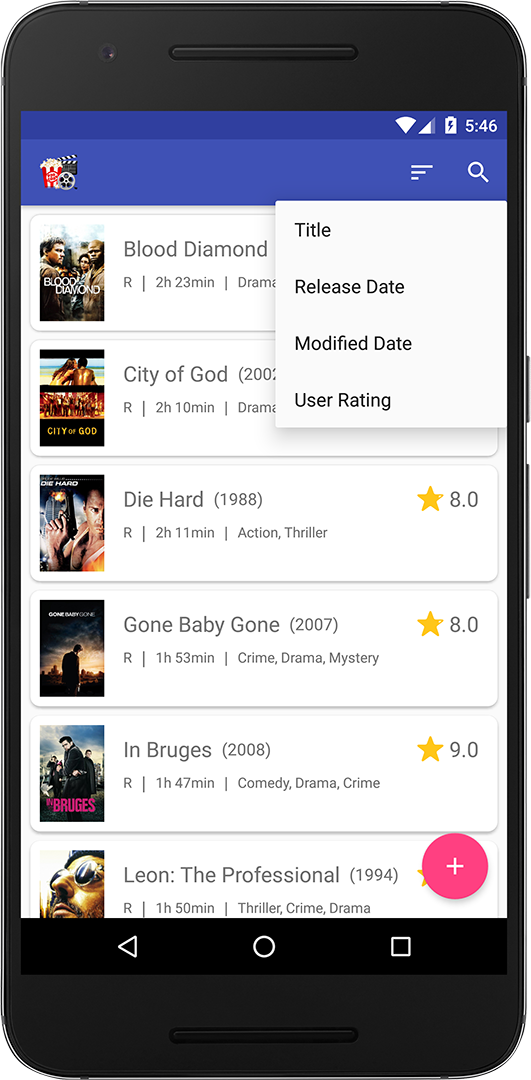 5:46
Title
Release Date
Modified Date
User Rating
BLOOD DIAMOND
Blood Diamond
R | 2h 23min | Drama
CITY OF GOD
City of God (2002
R | 2h 10min | Drama
DIE HARD
Die Hard (1988)
8.0
R | 2h 11min | Action, Thriller
GONE BABY GONE
Gone Baby Gone (2007)
8.0
R | 1h 53min | Crime, Drama, Mystery
IN BRUGES
In Bruges (2008)
9.0
R | 1h 47min | Comedy, Drama, Crime
Leon: The Professional (1994)
R | 1h 50min | Thriller, Crime, Drama